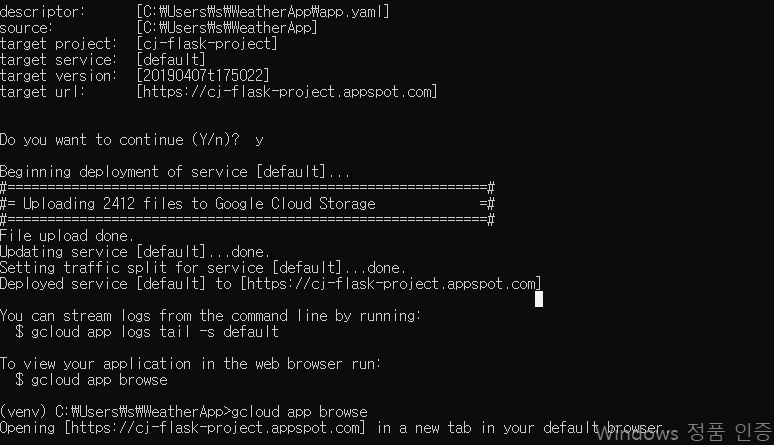 descriptor:      [C:₩Users₩s₩WeatherApp₩app.yaml]
source:          [C:₩Users₩s₩WeatherApp]
target project:  [cj-flask-project]
target service:  [default]
target version:  [20190407t175022]
target url:      [https://cj-flask-project.appspot.com]
Do you want to continue (Y/n)?  y
Beginning deployment of service [default]...
#============================================================#
#= Uploading 2412 files to Google Cloud Storage             =#
#============================================================#
File upload done.
Updating service [default]...done.
Setting traffic split for service [default]...done.
Deployed service [default] to [https://cj-flask-project.appspot.com]
You can stream logs from the command line by running:
  $ gcloud app logs tail -s default
To view your application in the web browser run:
  $ gcloud app browse
(venv) C:₩Users₩s₩WeatherApp>gcloud app browse
Opening [https://cj-flask-project.appspot.com] in a new tab in your default browser.
Windows 정품 인증